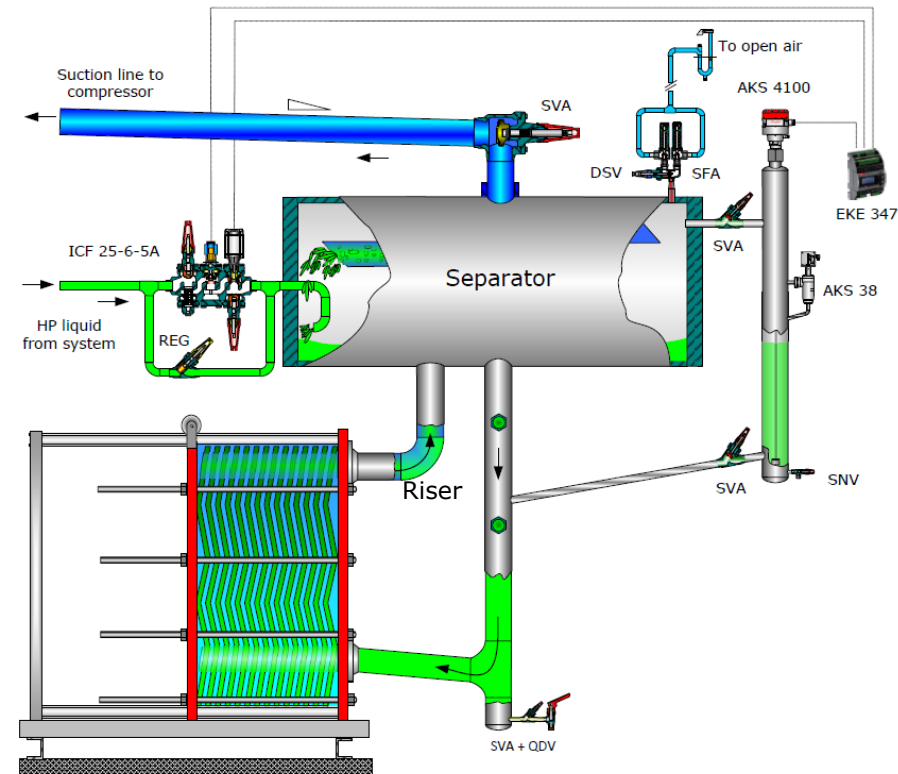 To open air
Suction line to
compressor
SVA
AKS 4100
DSV
SFA
EKE 347
ICF 25-6-5A
SVA
Separator
AKS 38
HP liquid
from system
REG
Riser
SVA
SNV
SVA + QDV